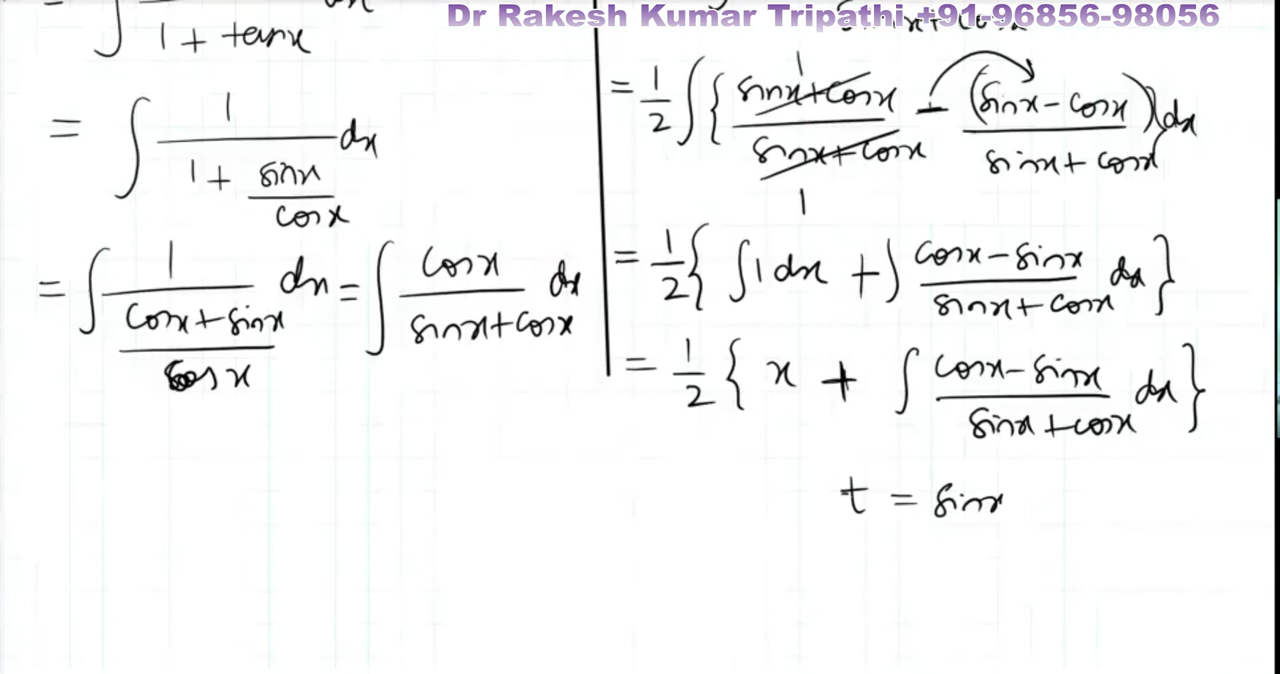 Dr Rakesh Kumar Tripathi +91-96856-98056
∫ 1 + tanx
= ∫ 1/(1 + sinx/cosx) dx
= ∫ 1/((cosx+sinx)/cosx) dx = ∫ cosx/(sinx+cosx) dx
= 1/2 ∫ { (sinx+cosx)/(sinx+cosx) − (sinx−cosx)/(sinx+cosx) } dx
1
1
= 1/2 { ∫1 dx + ∫ (cosx−sinx)/(sinx+cosx) dx }
= 1/2 { x + ∫ (cosx−sinx)/(sinx+cosx) dx }
t = sinx